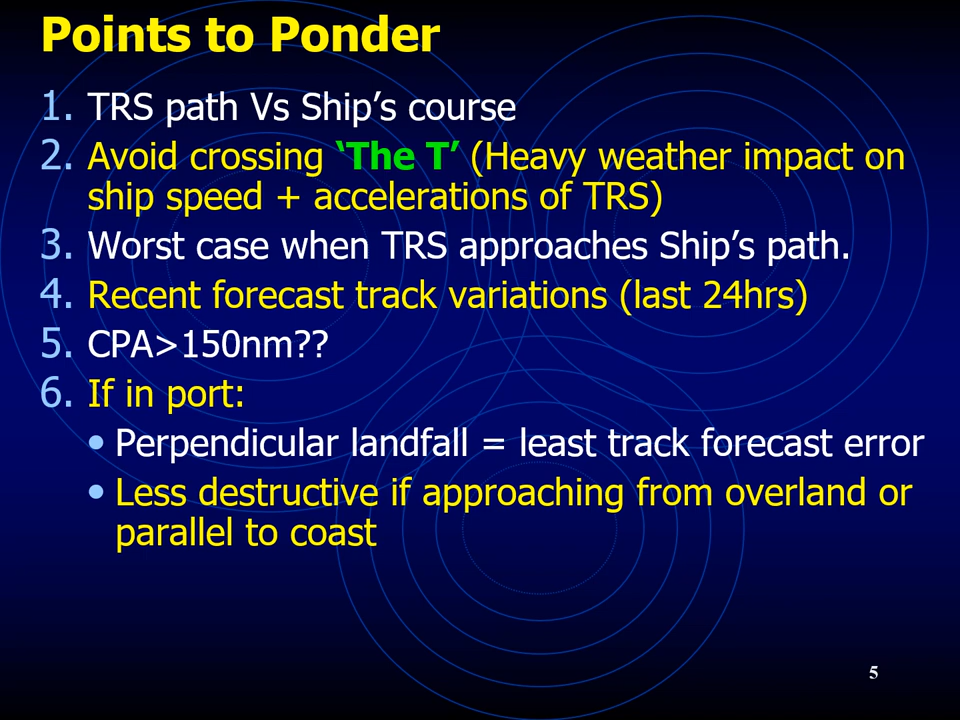 Points to Ponder
1. TRS path Vs Ship’s course
2. Avoid crossing ‘The T’ (Heavy weather impact on
ship speed + accelerations of TRS)
3. Worst case when TRS approaches Ship’s path.
4. Recent forecast track variations (last 24hrs)
5. CPA>150nm??
6. If in port:
• Perpendicular landfall = least track forecast error
• Less destructive if approaching from overland or
parallel to coast
5